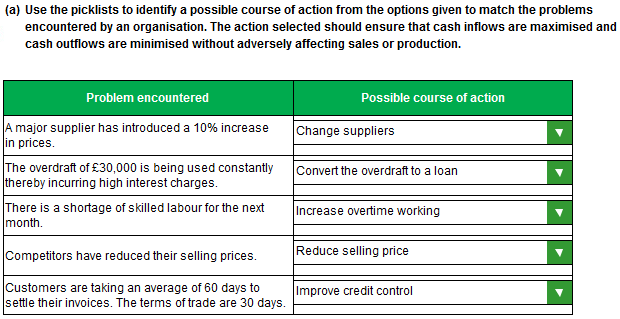 (a) Use the picklists to identify a possible course of action from the options given to match the problems
encountered by an organisation. The action selected should ensure that cash inflows are maximised and
cash outflows are minimised without adversely affecting sales or production.
Problem encountered
Possible course of action
A major supplier has introduced a 10% increase
in prices.
Change suppliers
The overdraft of £30,000 is being used constantly
thereby incurring high interest charges.
Convert the overdraft to a loan
There is a shortage of skilled labour for the next
month.
Increase overtime working
Competitors have reduced their selling prices.
Reduce selling price
Customers are taking an average of 60 days to
settle their invoices. The terms of trade are 30 days.
Improve credit control